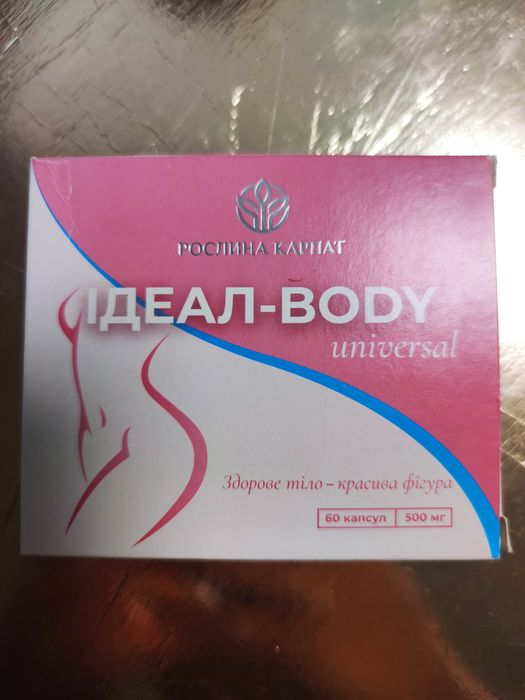 РОСЛИНА КАРПАТ
ІДЕАЛ-BODY
universal
Здорове тіло – красива фігура
60 капсул 500 мг